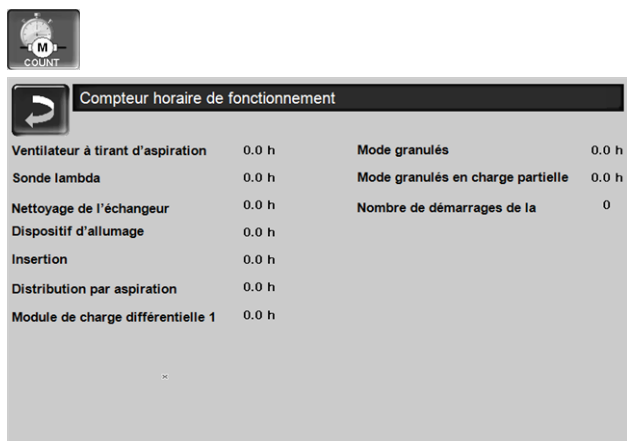 M
COUNT
Compteur horaire de fonctionnement
Ventilateur à tirant d'aspiration 0.0 h
Sonde lambda 0.0 h
Nettoyage de l'échangeur 0.0 h
Dispositif d'allumage 0.0 h
Insertion 0.0 h
Distribution par aspiration 0.0 h
Module de charge différentielle 1 0.0 h
Mode granulés 0.0 h
Mode granulés en charge partielle 0.0 h
Nombre de démarrages de la 0